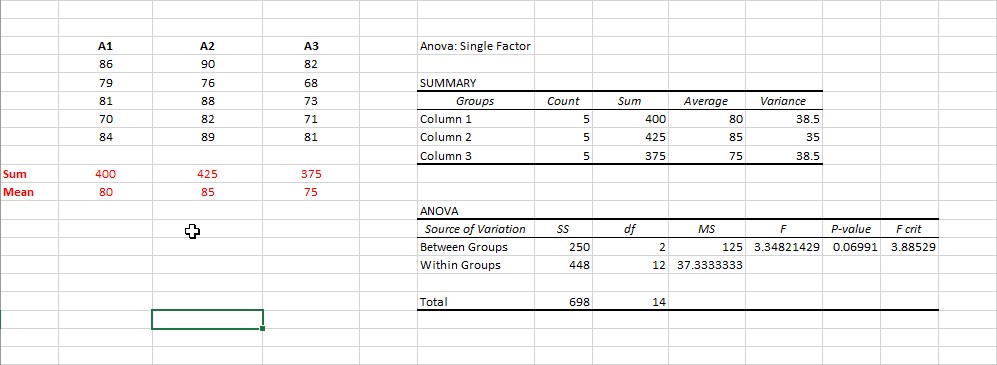 A1 A2 A3 Anova: Single Factor
86 90 82
79 76 68 SUMMARY
81 88 73 Groups Count Sum Average Variance
70 82 71 Column 1 5 400 80 38.5
84 89 81 Column 2 5 425 85 35
Column 3 5 375 75 38.5
Sum 400 425 375
Mean 80 85 75
ANOVA
Source of Variation SS df MS F P-value F crit
Between Groups 250 2 125 3.34821429 0.06991 3.88529
Within Groups 448 12 37.3333333
Total 698 14